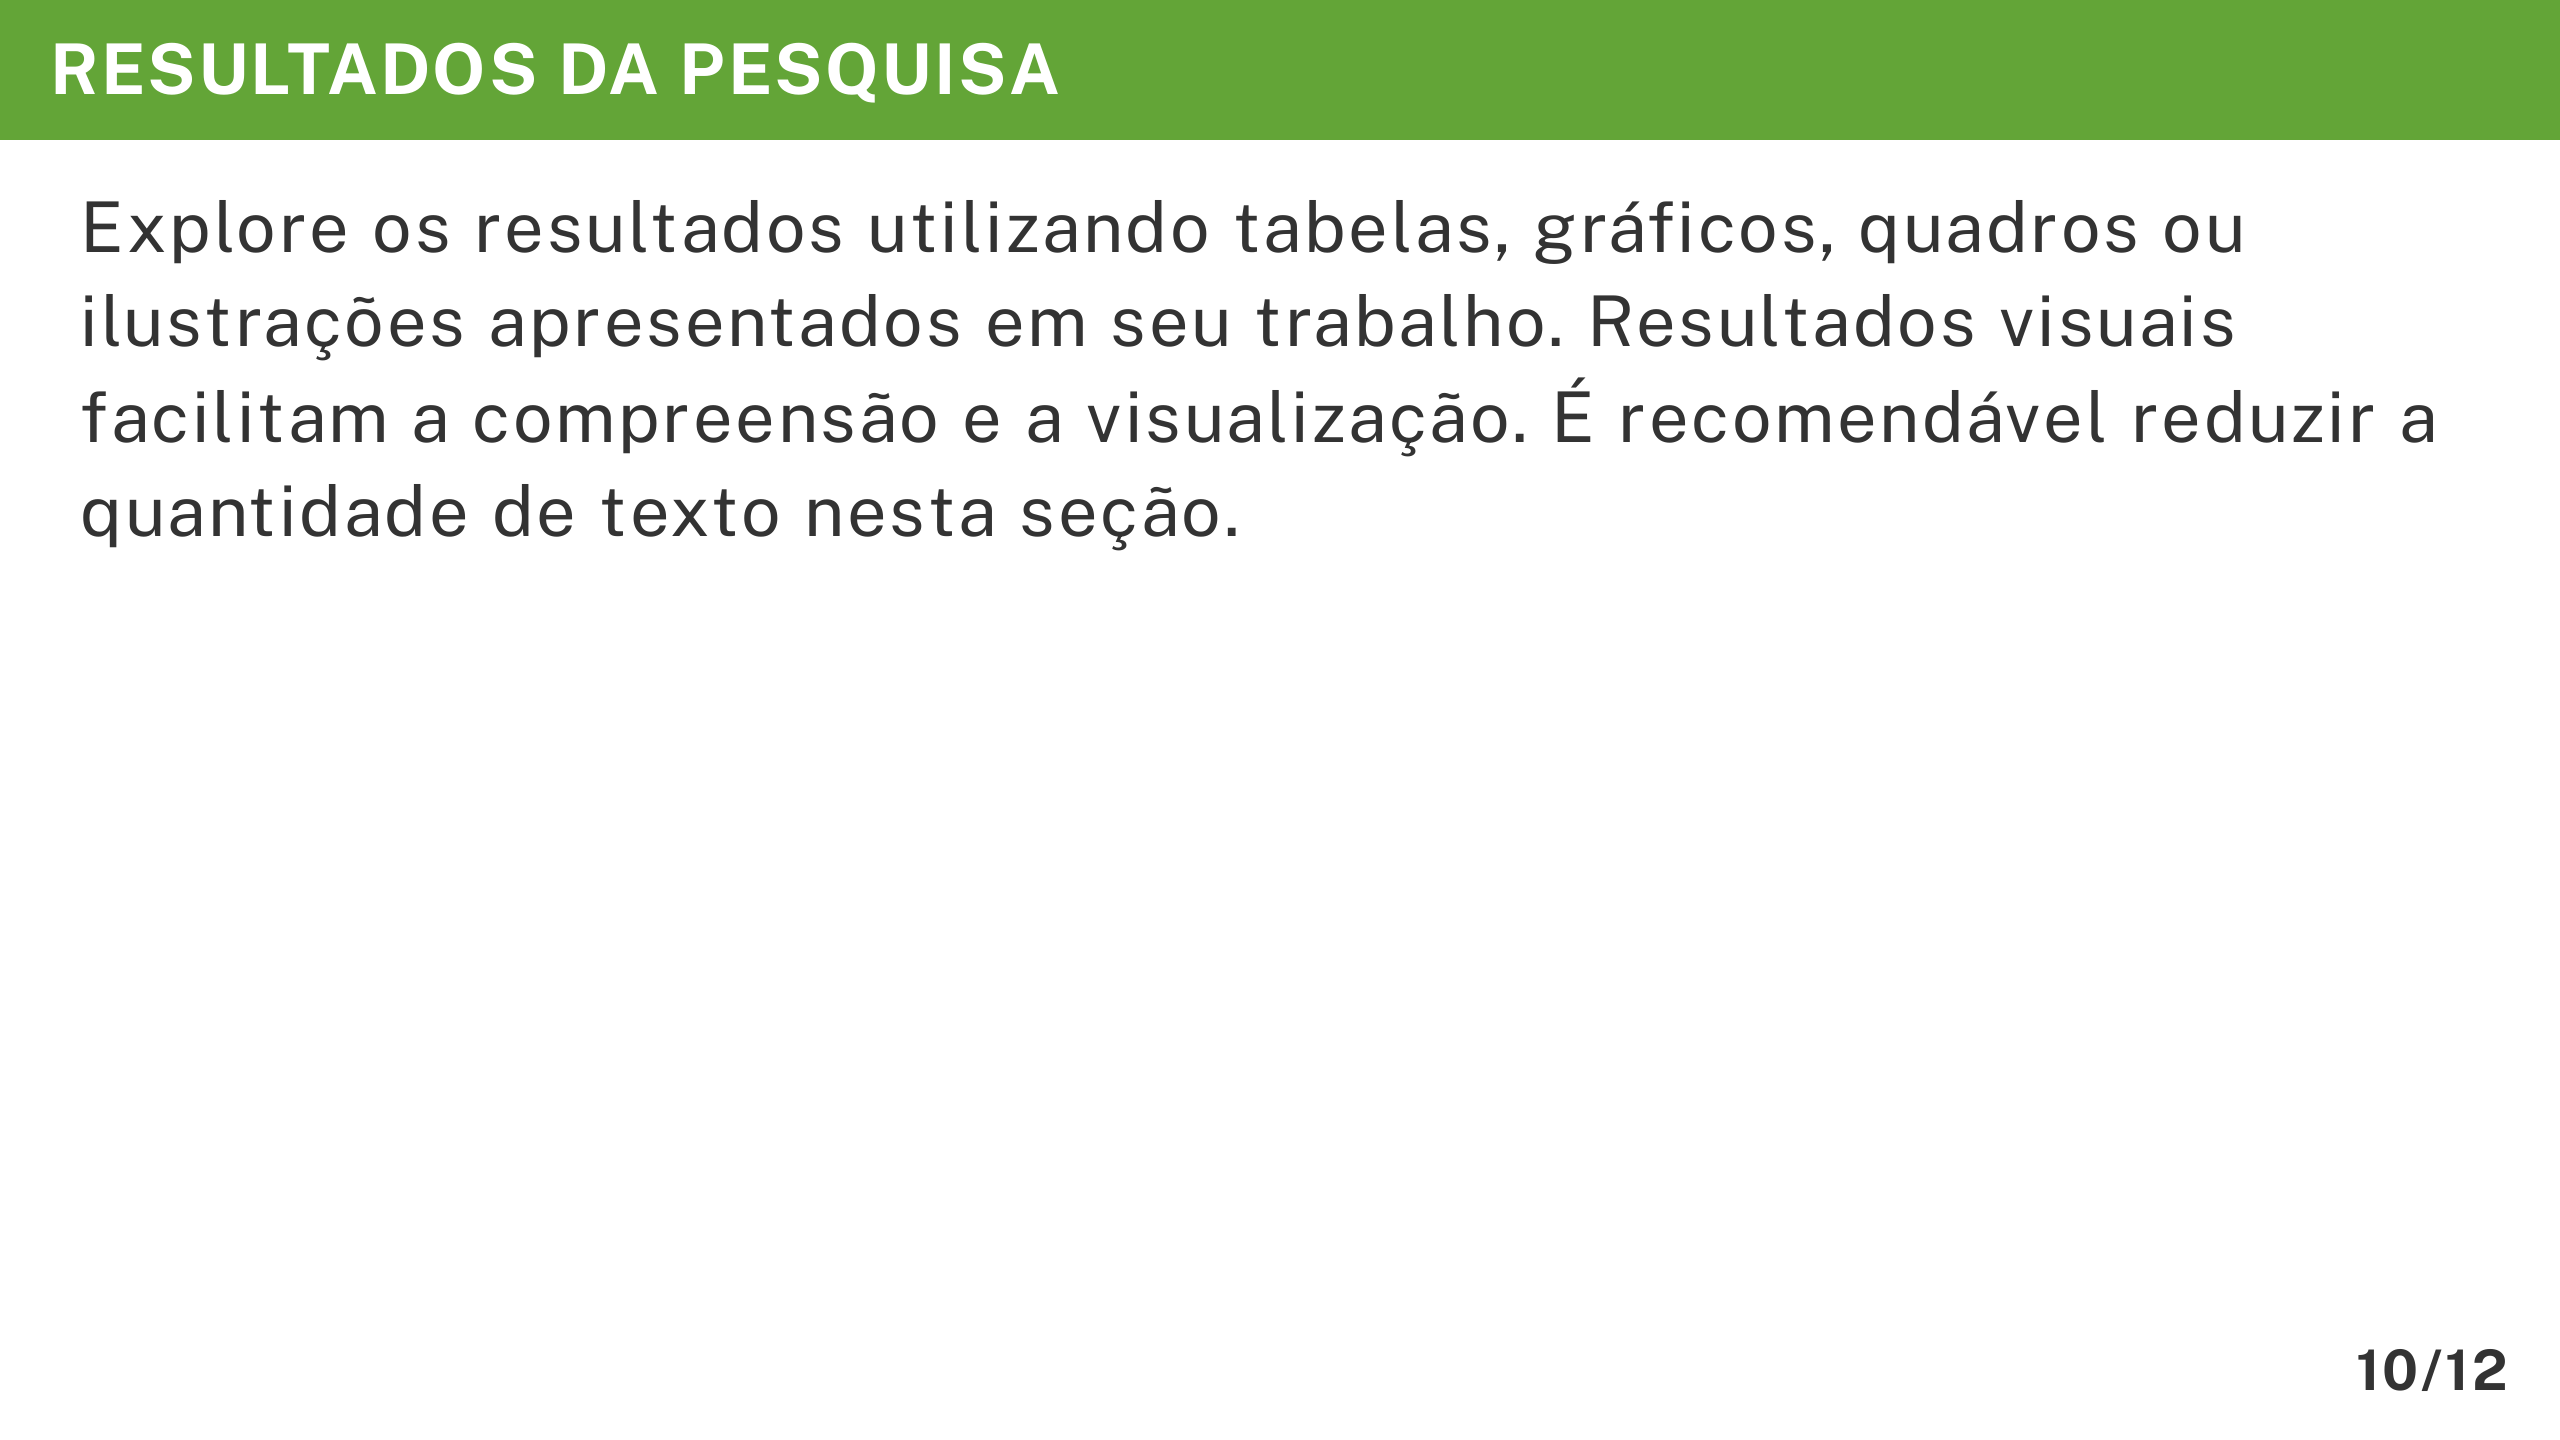 RESULTADOS DA PESQUISA
Explore os resultados utilizando tabelas, gráficos, quadros ou
ilustrações apresentados em seu trabalho. Resultados visuais
facilitam a compreensão e a visualização. É recomendável reduzir a
quantidade de texto nesta seção.
10/12